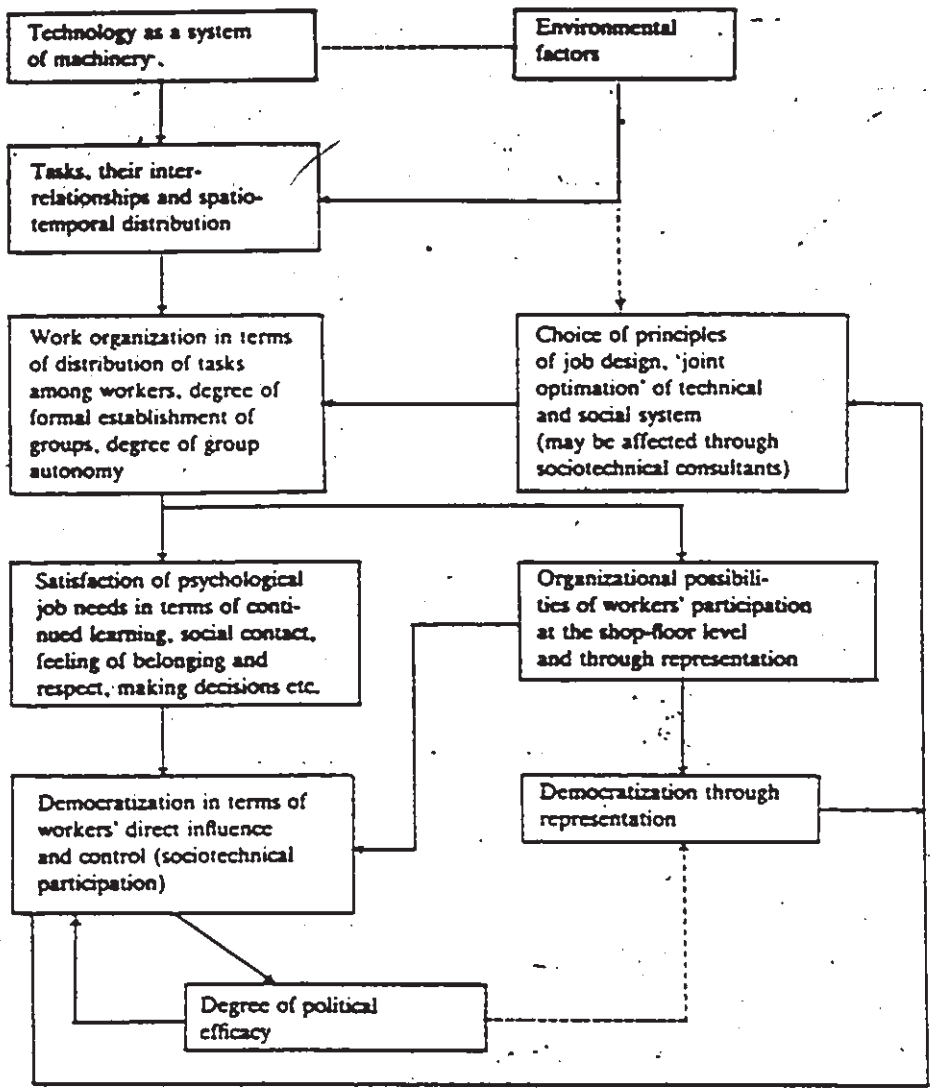 Technology as a system
of machinery.
Environmental
factors
Tasks, their inter-
relationships and spatio-
temporal distribution
Work organization in terms
of distribution of tasks
among workers, degree of
formal establishment of
groups, degree of group
autonomy
Choice of principles
of job design, 'joint
optimation' of technical
and social system
(may be affected through
sociotechnical consultants)
Satisfaction of psychological
job needs in terms of conti-
nued learning, social contact,
feeling of belonging and
respect, making decisions etc.
Organizational possibili-
ties of workers' participation
at the shop-floor level
and through representation
Democratization in terms of
workers' direct influence
and control (sociotechnical
participation)
Democratization through
representation
Degree of political
efficacy